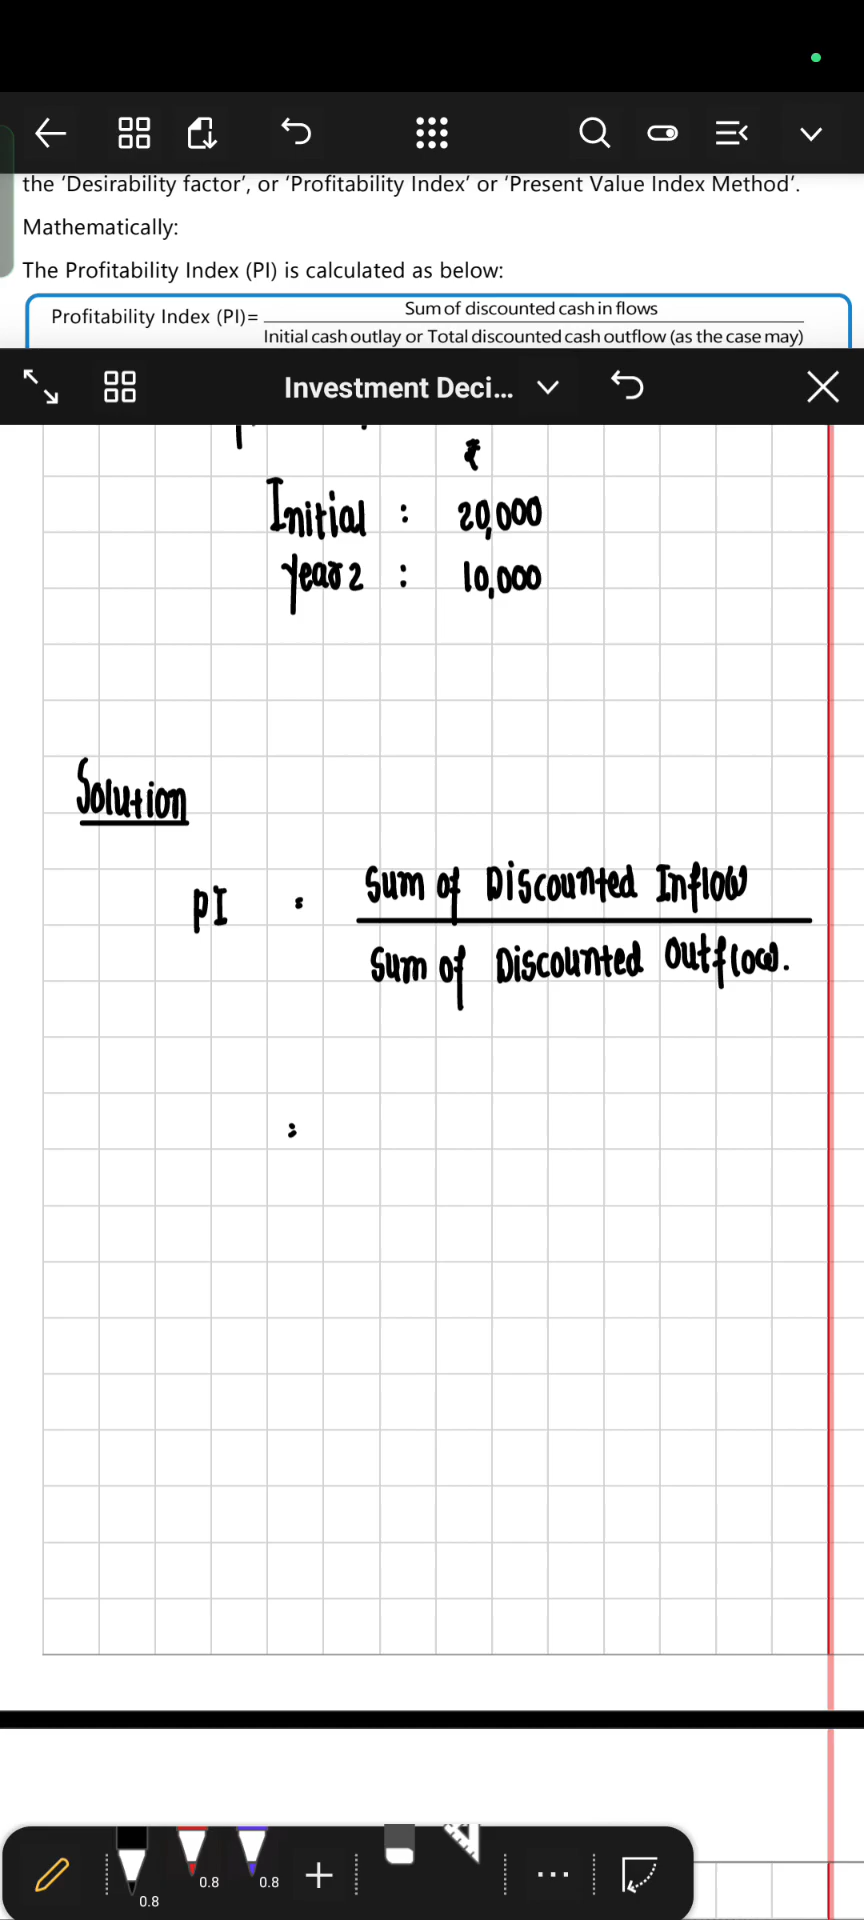 the ‘Desirability factor’, or ‘Profitability Index’ or ‘Present Value Index Method’.
Mathematically:
The Profitability Index (PI) is calculated as below:
Profitability Index (PI)= Sum of discounted cash in flows
Initial cash outlay or Total discounted cash outflow (as the case may)
Investment Deci...
₹
Initial : 20,000
year 2 : 10,000
Solution
PI = Sum of Discounted Inflow
Sum of Discounted Outflow.
=
0.8 0.8 0.8